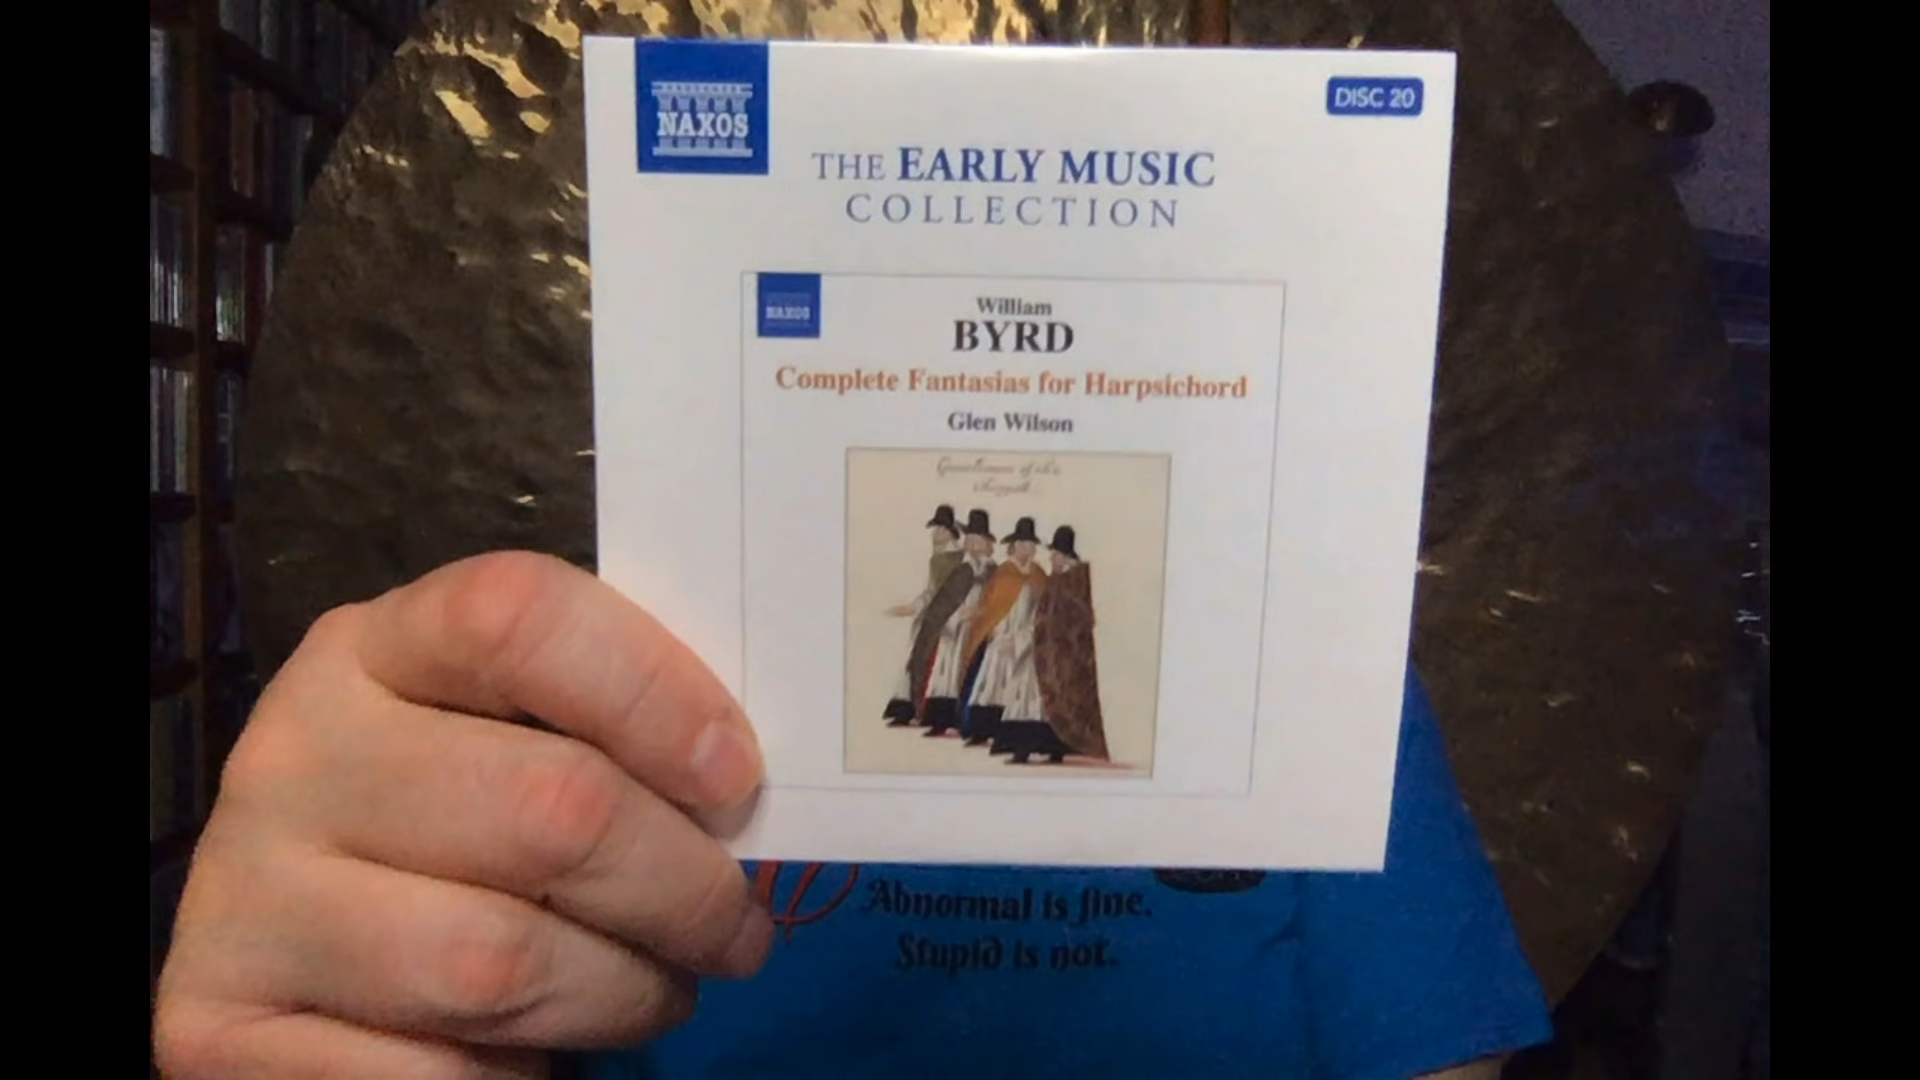 NAXOS
DISC 20
THE EARLY MUSIC
COLLECTION
NAXOS
William
BYRD
Complete Fantasias for Harpsichord
Glen Wilson
Abnormal is fine.
Stupid is not.